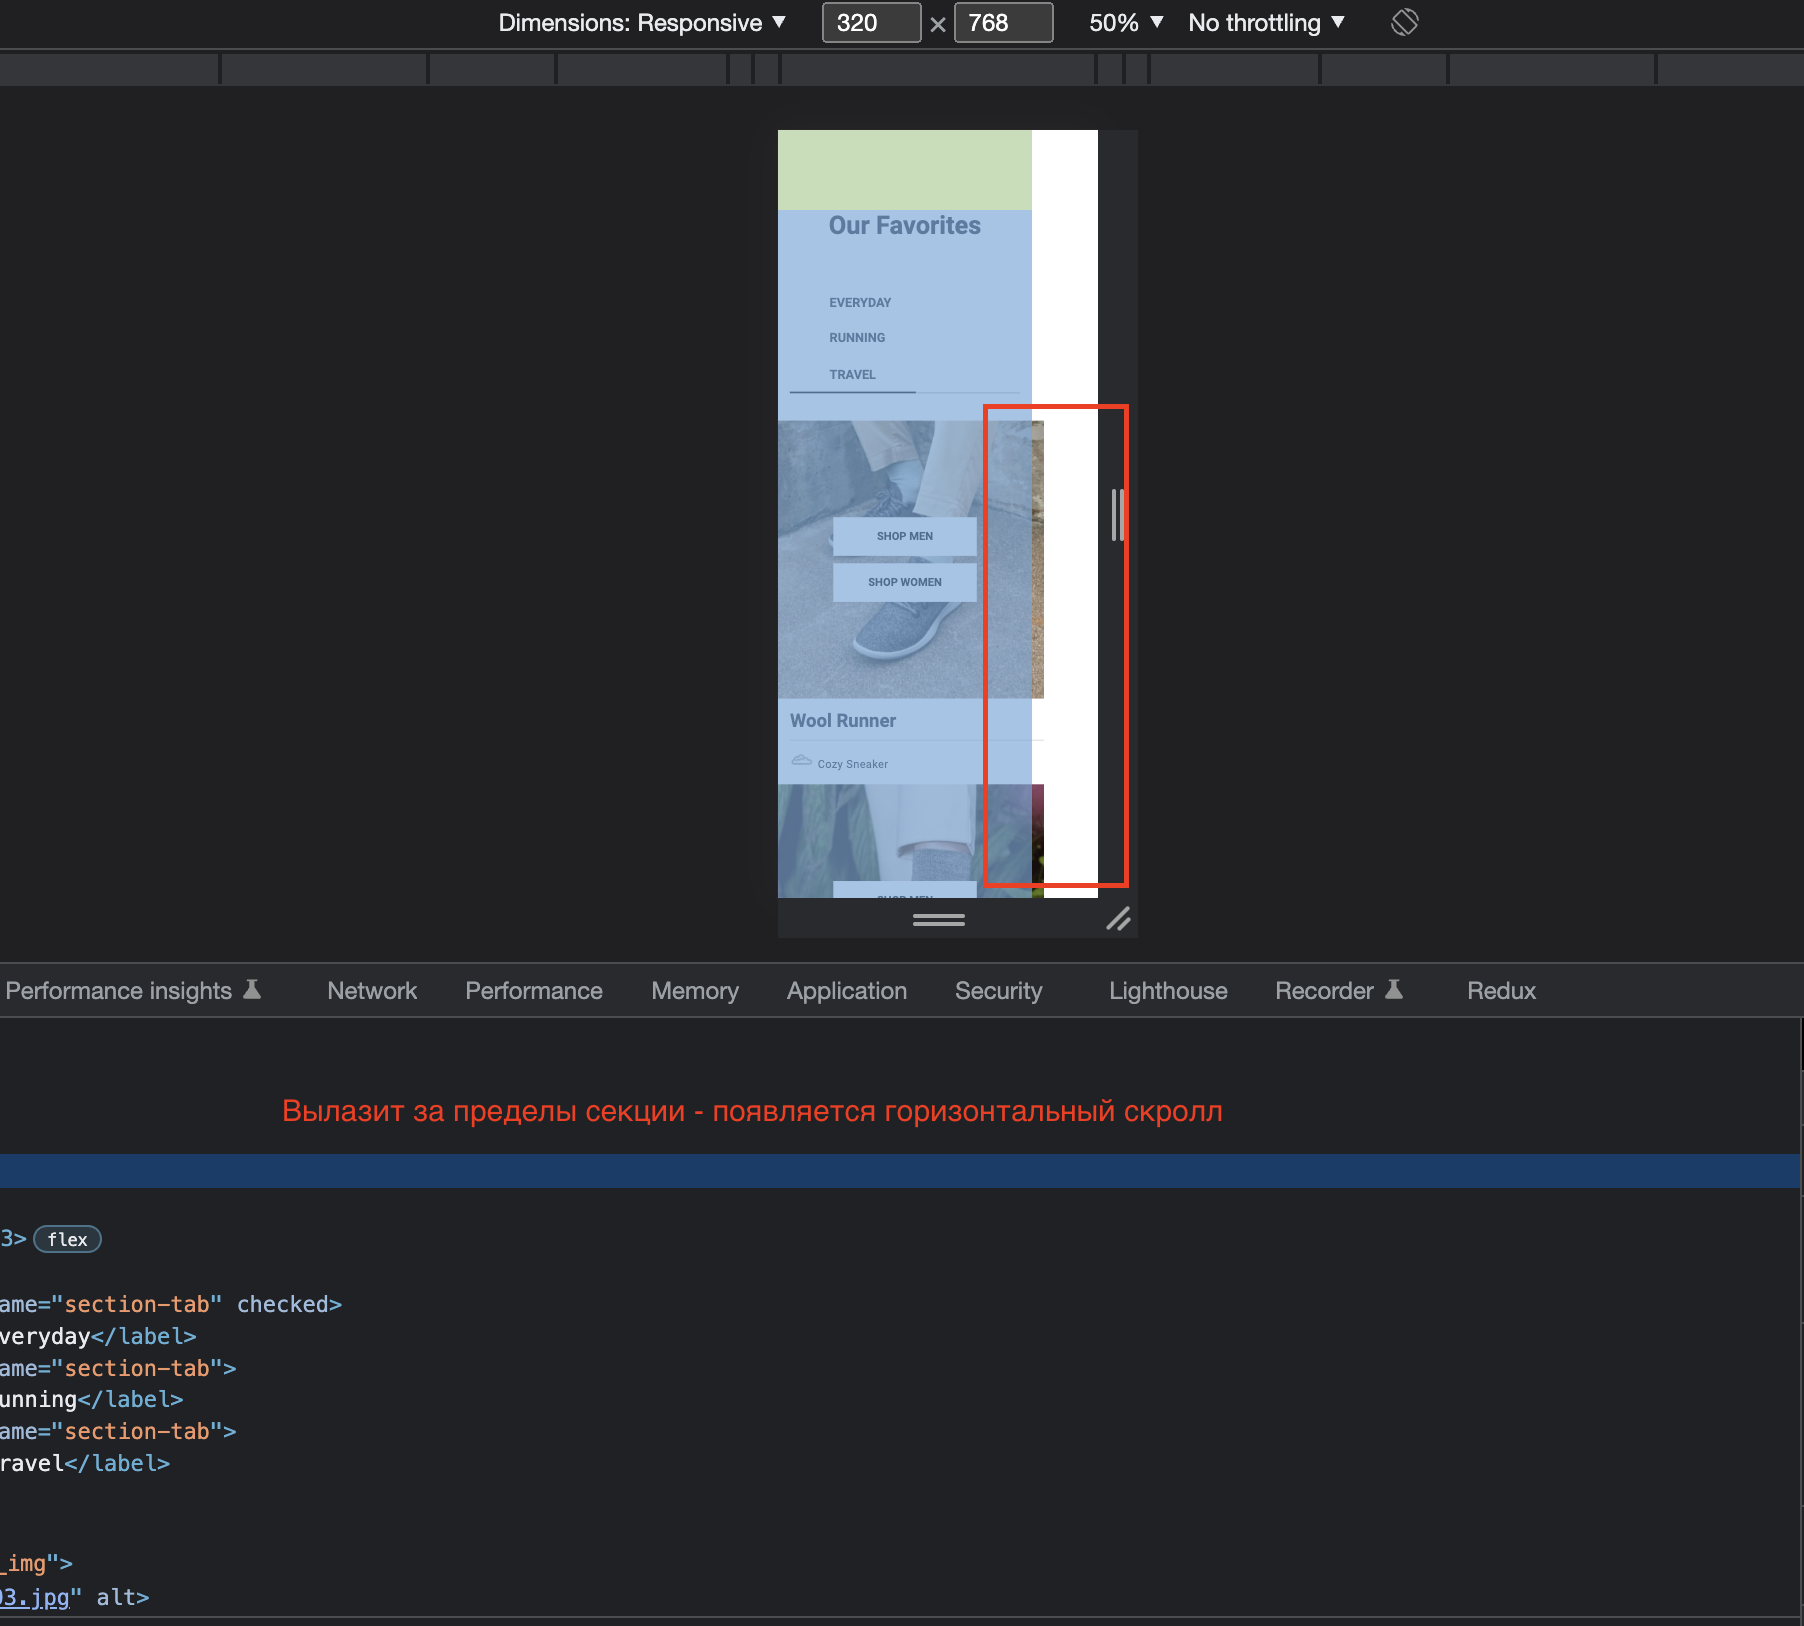 Dimensions: Responsive ▼ 320 × 768 50% ▼ No throttling ▼
Our Favorites
EVERYDAY
RUNNING
TRAVEL
SHOP MEN
SHOP WOMEN
Wool Runner
Cozy Sneaker
SHOP MEN
Performance insights Network Performance Memory Application Security Lighthouse Recorder Redux
Вылазит за пределы секции - появляется горизонтальный скролл
3> flex
ame="section-tab" checked>
veryday</label>
ame="section-tab">
unning</label>
ame="section-tab">
ravel</label>
_img">
03.jpg" alt>